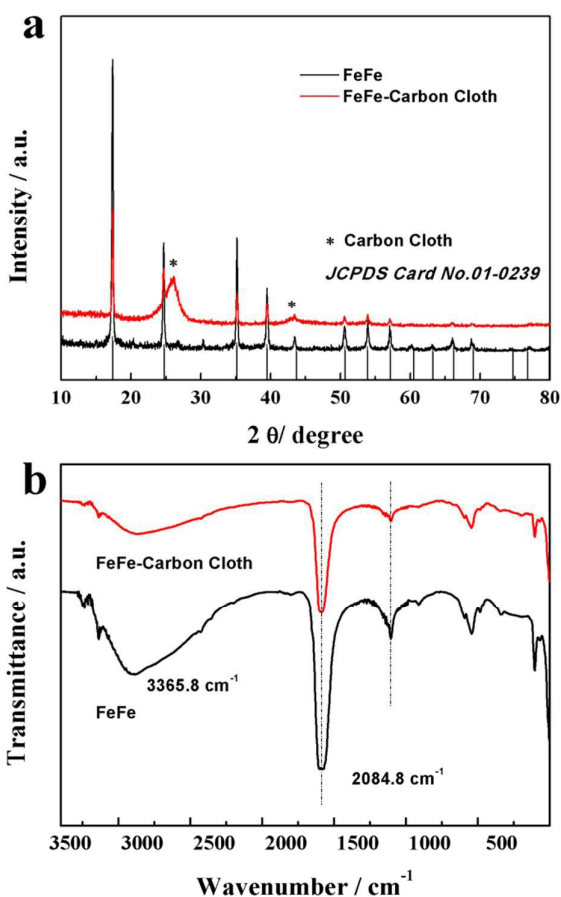 a
Intensity / a.u.
FeFe
FeFe-Carbon Cloth
*
*
* Carbon Cloth
JCPDS Card No.01-0239
10 20 30 40 50 60 70 80
2 θ/ degree
b
Transmittance / a.u.
FeFe-Carbon Cloth
3365.8 cm-1
FeFe
2084.8 cm-1
3500 3000 2500 2000 1500 1000 500
Wavenumber / cm-1